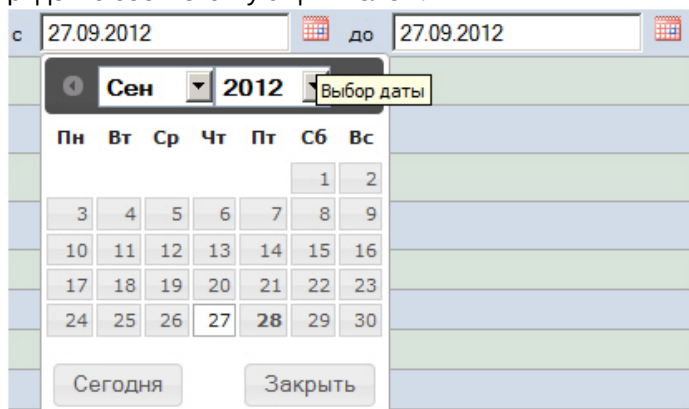 с 27.09.2012 до 27.09.2012
Сен 2012 Выбор даты
Пн Вт Ср Чт Пт Сб Вс
1 2
3 4 5 6 7 8 9
10 11 12 13 14 15 16
17 18 19 20 21 22 23
24 25 26 27 28 29 30
Сегодня Закрыть